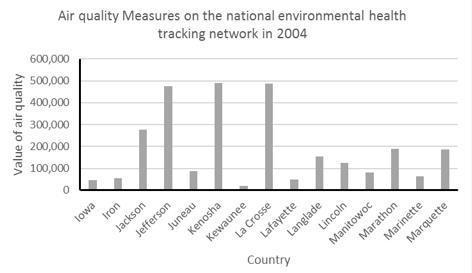 Air quality Measures on the national environmental health
tracking network in 2004
Value of air quality
600,000
500,000
400,000
300,000
200,000
100,000
0
Iowa
Iron
Jackson
Jefferson
Juneau
Kenosha
Kewaunee
La Crosse
Lafayette
Langlade
Lincoln
Manitowoc
Marathon
Marinette
Marquette
Country